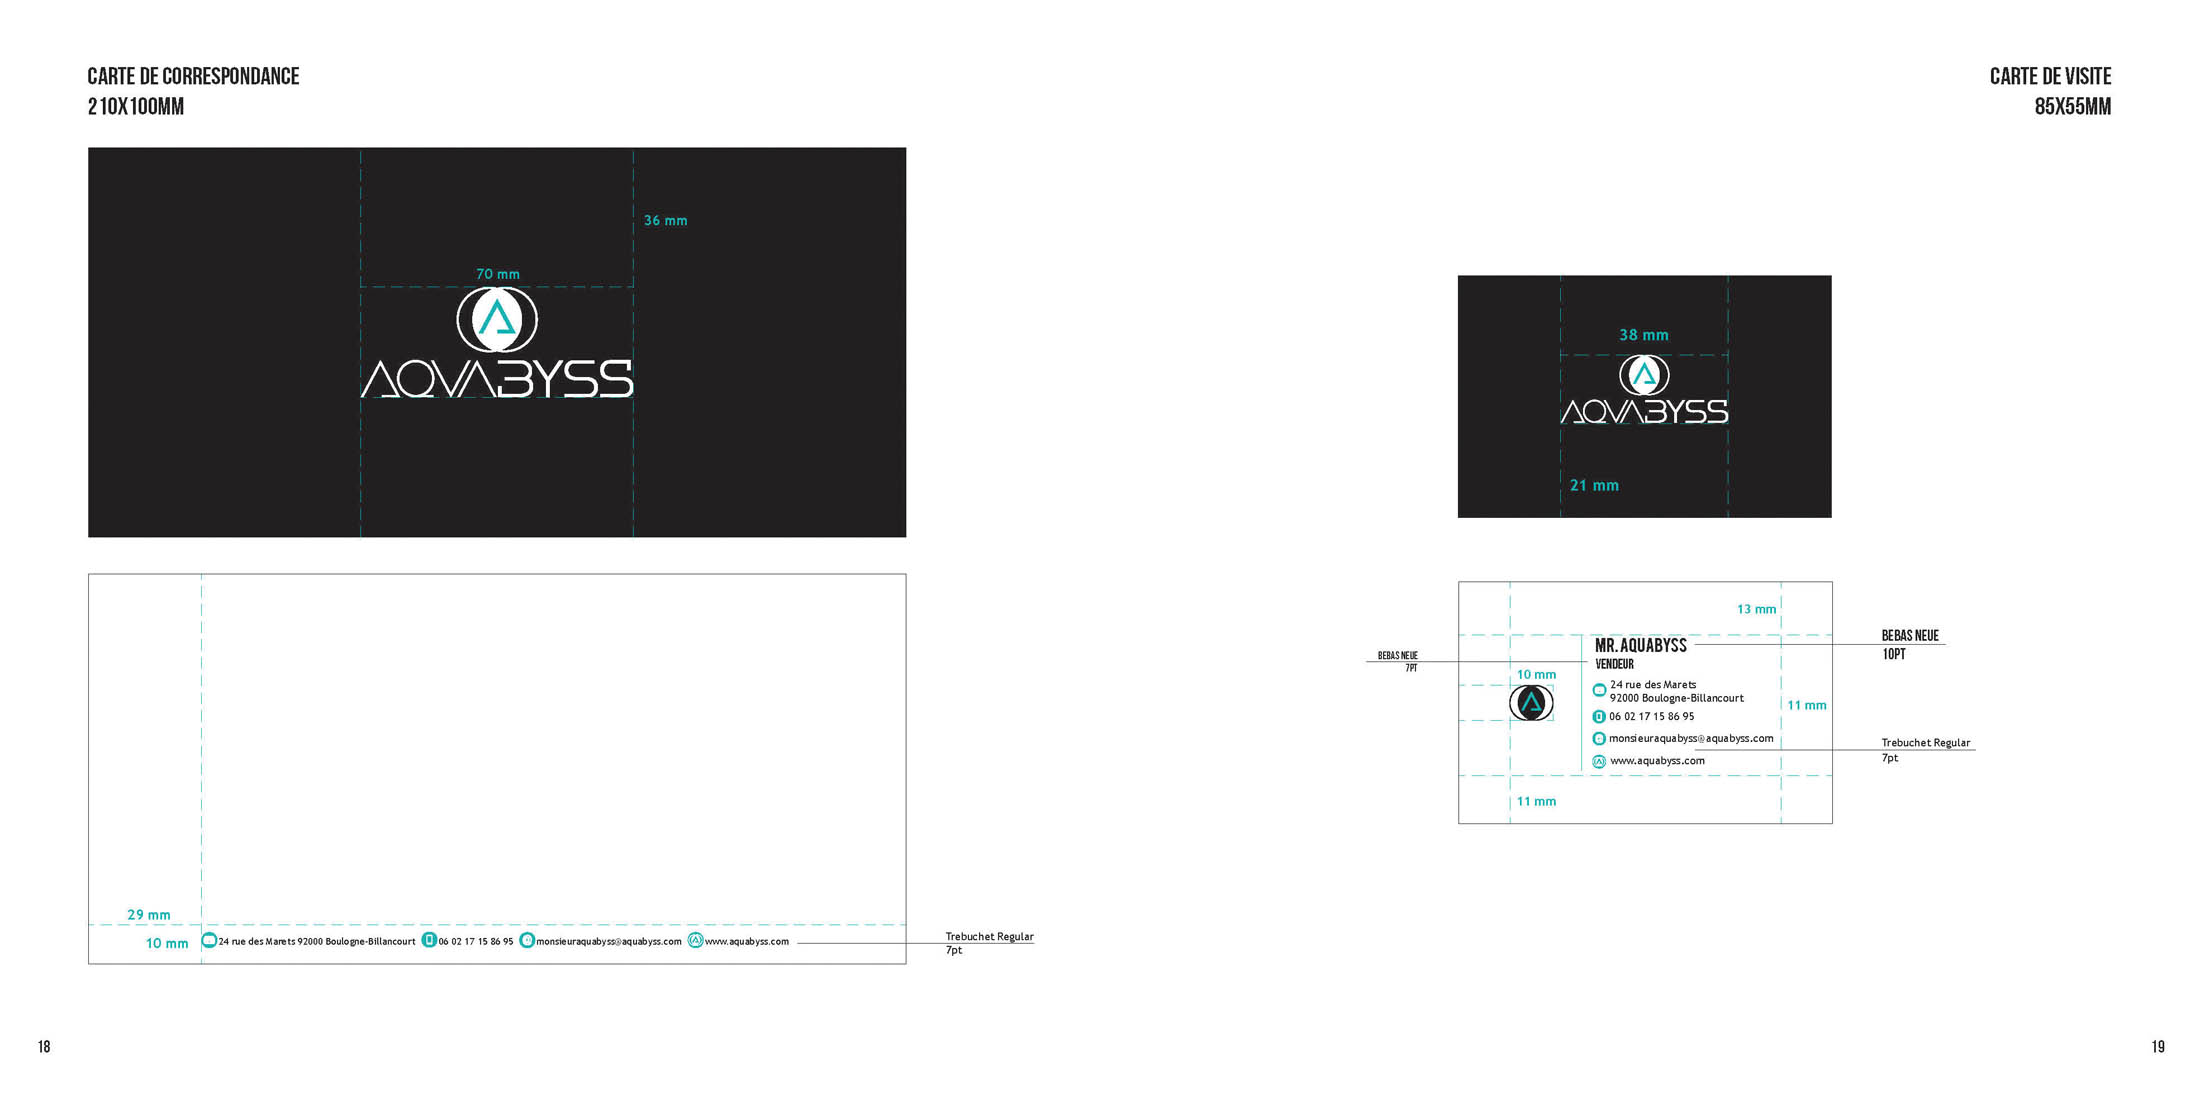 CARTE DE CORRESPONDANCE
210X100MM
36 mm
70 mm
AQVABYSS
29 mm
10 mm
24 rue des Marets 92000 Boulogne-Billancourt 06 02 17 15 86 95 monsieuraquabyss@aquabyss.com www.aquabyss.com
Trebuchet Regular
7pt
18
CARTE DE VISITE
85X55MM
38 mm
AQVABYSS
21 mm
13 mm
BEBAS NEUE
10PT
BEBAS NEUE
7PT
MR. AQUABYSS
VENDEUR
10 mm
24 rue des Marets
92000 Boulogne-Billancourt
11 mm
06 02 17 15 86 95
monsieuraquabyss@aquabyss.com
Trebuchet Regular
7pt
www.aquabyss.com
11 mm
19